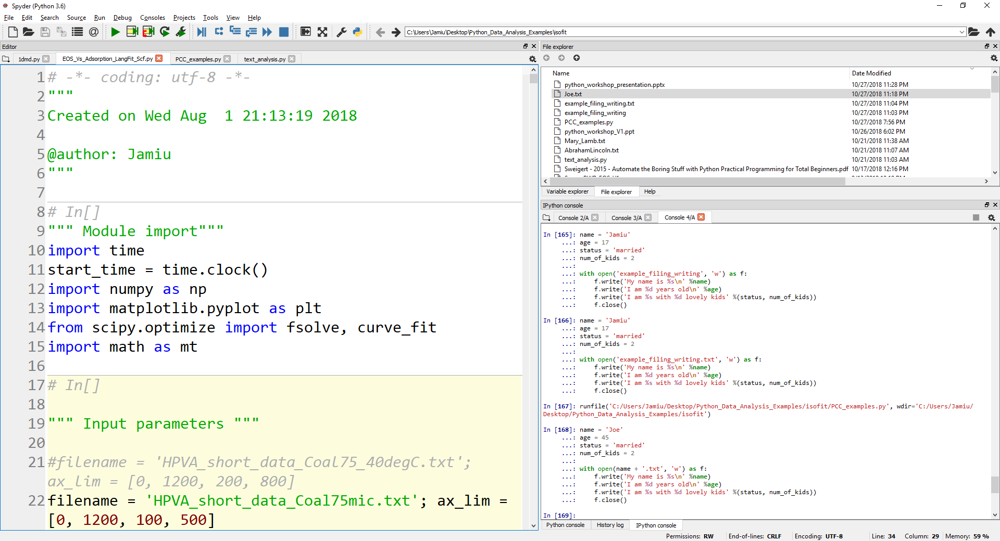 Spyder (Python 3.6)
File Edit Search Source Run Debug Consoles Projects Tools View Help
C:\Users\Jamiu\Desktop\Python_Data_Analysis_Examples\isofit
Editor
1dmd.py EOS_Vs_Adsorption_LangFit_Scf.py PCC_examples.py text_analysis.py
1 # -*- coding: utf-8 -*-
2 """
3 Created on Wed Aug  1 21:13:19 2018
4
5 @author: Jamiu
6 """
7
8 # In[]
9 """ Module import"""
10 import time
11 start_time = time.clock()
12 import numpy as np
13 import matplotlib.pyplot as plt
14 from scipy.optimize import fsolve, curve_fit
15 import math as mt
16
17 # In[]
18
19 """ Input parameters """
20
21 #filename = 'HPVA_short_data_Coal75_40degC.txt';
ax_lim = [0, 1200, 200, 800]
22 filename = 'HPVA_short_data_Coal75mic.txt'; ax_lim =
[0, 1200, 100, 500]
File explorer
Name Date Modified
python_workshop_presentation.pptx 10/27/2018 11:28 PM
Joe.txt 10/27/2018 11:18 PM
example_filing_writing.txt 10/27/2018 11:04 PM
example_filing_writing 10/27/2018 11:03 PM
PCC_examples.py 10/27/2018 7:56 PM
python_workshop_V1.ppt 10/26/2018 6:02 PM
Mary_Lamb.txt 10/21/2018 11:38 AM
AbrahamLincoln.txt 10/21/2018 11:07 AM
text_analysis.py 10/21/2018 11:03 AM
Sweigert - 2015 - Automate the Boring Stuff with Python Practical Programming for Total Beginners.pdf 10/17/2018 12:16 PM
Variable explorer File explorer Help
IPython console
Console 2/A Console 3/A Console 4/A
In [165]: name = 'Jamiu'
...: age = 17
...: status = 'married'
...: num_of_kids = 2
...:
...: with open('example_filing_writing', 'w') as f:
...:     f.write('My name is %s\n' %name)
...:     f.write('I am %d years old\n' %age)
...:     f.write('I am %s with %d lovely kids' %(status, num_of_kids))
...:     f.close()
In [166]: name = 'Jamiu'
...: age = 17
...: status = 'married'
...: num_of_kids = 2
...:
...: with open('example_filing_writing.txt', 'w') as f:
...:     f.write('My name is %s\n' %name)
...:     f.write('I am %d years old\n' %age)
...:     f.write('I am %s with %d lovely kids' %(status, num_of_kids))
...:     f.close()
In [167]: runfile('C:/Users/Jamiu/Desktop/Python_Data_Analysis_Examples/isofit/PCC_examples.py', wdir='C:/Users/Jamiu/
Desktop/Python_Data_Analysis_Examples/isofit')
In [168]: name = 'Joe'
...: age = 45
...: status = 'married'
...: num_of_kids = 2
...:
...: with open(name + '.txt', 'w') as f:
...:     f.write('My name is %s\n' %name)
...:     f.write('I am %d years old\n' %age)
...:     f.write('I am %s with %d lovely kids' %(status, num_of_kids))
...:     f.close()
In [169]:
Python console History log IPython console
Permissions: RW End-of-lines: CRLF Encoding: UTF-8 Line: 34 Column: 29 Memory: 59 %